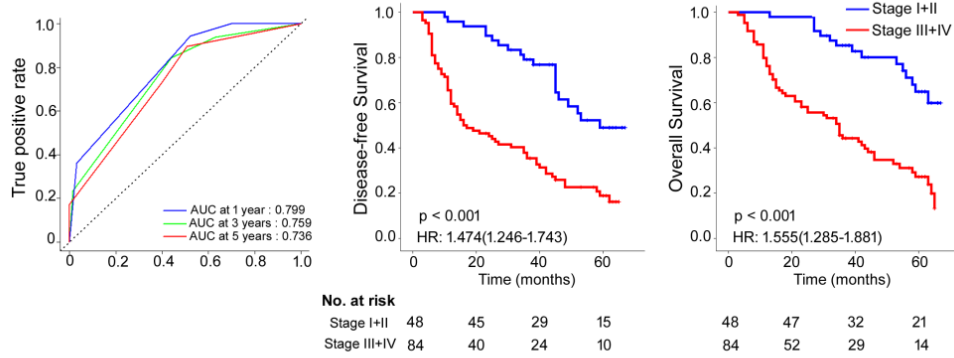 True positive rate
1.0
0.8
0.6
0.4
0.2
0
0 0.2 0.4 0.6 0.8 1.0
AUC at 1 year : 0.799
AUC at 3 years : 0.759
AUC at 5 years : 0.736
Disease-free Survival
1.0
0.8
0.6
0.4
0.2
0.0
p < 0.001
HR: 1.474(1.246-1.743)
0 20 40 60
Time (months)
Overall Survival
1.0
0.8
0.6
0.4
0.2
0.0
Stage I+II
Stage III+IV
p < 0.001
HR: 1.555(1.285-1.881)
0 20 40 60
Time (months)
No. at risk
Stage I+II 48 45 29 15 48 47 32 21
Stage III+IV 84 40 24 10 84 52 29 14